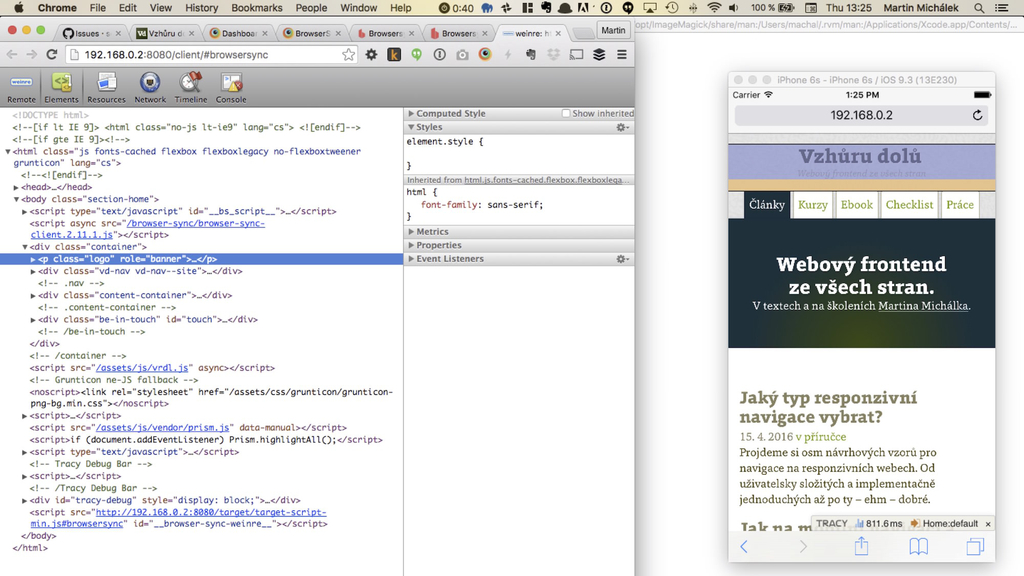 Chrome File Edit View History Bookmarks People Window Help 0:40 100 % Thu 13:25 Martin Michálek
Issues · s
Vzhůru d
Dashboa
BrowserS
Browsers
Browsers
weinre: h
Martin
opt/ImageMagick/share/man:/Users/machal/.rvm/man:/Applications/Xcode.app/Contents/...
192.168.0.2:8080/client/#browsersync
Remote Elements Resources Network Timeline Console
<!DOCTYPE html>
<!--[if lt IE 9]> <html class="no-js lt-ie9" lang="cs"> <![endif]-->
<!--[if gte IE 9]><!-->
<html class="js fonts-cached flexbox flexboxlegacy no-flexboxtweener
grunticon" lang="cs">
<!--<![endif]-->
<head>…</head>
<body class="section-home">
<script type="text/javascript" id="__bs_script__">…</script>
<script async src="/browser-sync/browser-sync-
client.2.11.1.js"></script>
<div class="container">
<p class="logo" role="banner">…</p>
<div class="vd-nav vd-nav--site">…</div>
<!-- .nav -->
<div class="content-container">…</div>
<!-- .content-container -->
<div class="be-in-touch" id="touch">…</div>
<!-- /be-in-touch -->
</div>
<!-- /container -->
<script src="/assets/js/vrdl.js" async></script>
<!-- Grunticon ne-JS fallback -->
<noscript><link rel="stylesheet" href="/assets/css/grunticon/grunticon-
png-bg.min.css"></noscript>
<script>…</script>
<script src="/assets/js/vendor/prism.js" data-manual></script>
<script>if (document.addEventListener) Prism.highlightAll();</script>
<script type="text/javascript">…</script>
<!-- Tracy Debug Bar -->
<script>…</script>
<!-- /Tracy Debug Bar -->
<div id="tracy-debug" style="display: block;">…</div>
<script src="http://192.168.0.2:8080/target/target-script-
min.js#browsersync" id="__browser-sync-weinre__"></script>
</body>
</html>
Computed Style Show inherited
Styles
element.style {
}
Inherited from html.js.fonts-cached.flexbox.flexboxlega...
html {
font-family: sans-serif;
}
Metrics
Properties
Event Listeners
iPhone 6s - iPhone 6s / iOS 9.3 (13E230)
Carrier 1:25 PM
192.168.0.2
Vzhůru dolů
Webový frontend ze všech stran.
Články Kurzy Ebook Checklist Práce
Webový frontend
ze všech stran.
V textech a na školeních Martina Michálka.
Jaký typ responzivní
navigace vybrat?
15. 4. 2016 v příručce
Projdeme si osm návrhových vzorů pro
navigace na responzivních webech. Od
uživatelsky složitých a implementačně
jednoduchých až po ty – ehm – dobré.
Jak na
TRACY 811.6 ms Home:default ×